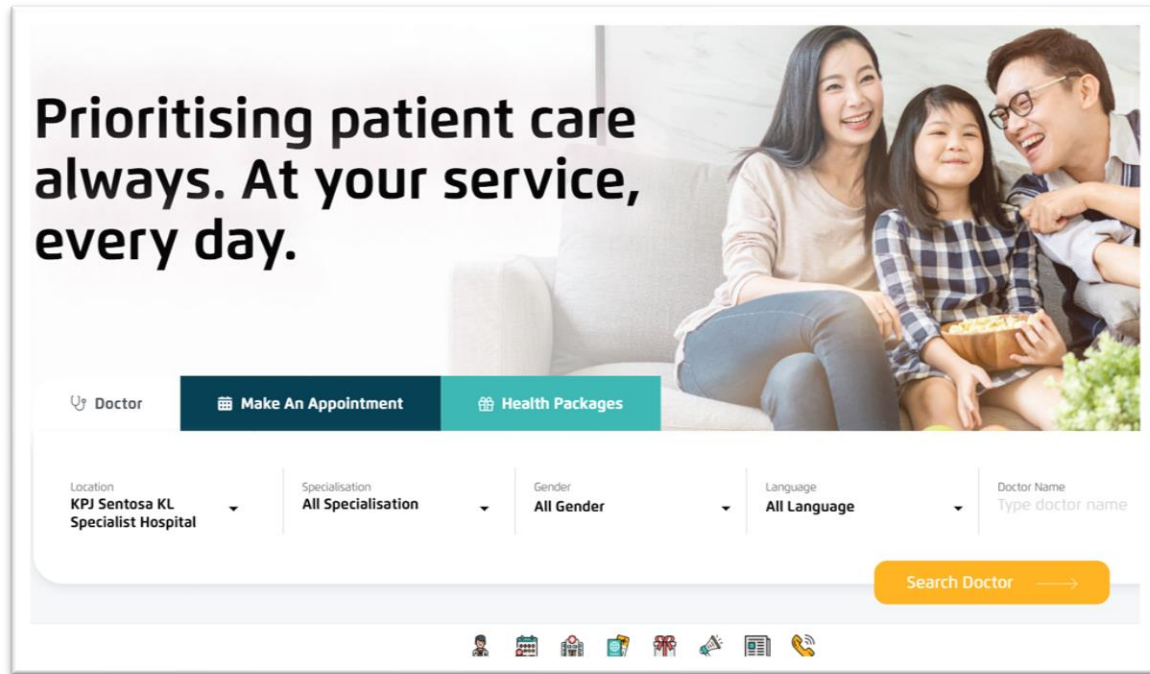 Prioritising patient care
always. At your service,
every day.
Doctor
Make An Appointment
Health Packages
Location
KPJ Sentosa KL
Specialist Hospital
Specialisation
All Specialisation
Gender
All Gender
Language
All Language
Doctor Name
Type doctor name
Search Doctor